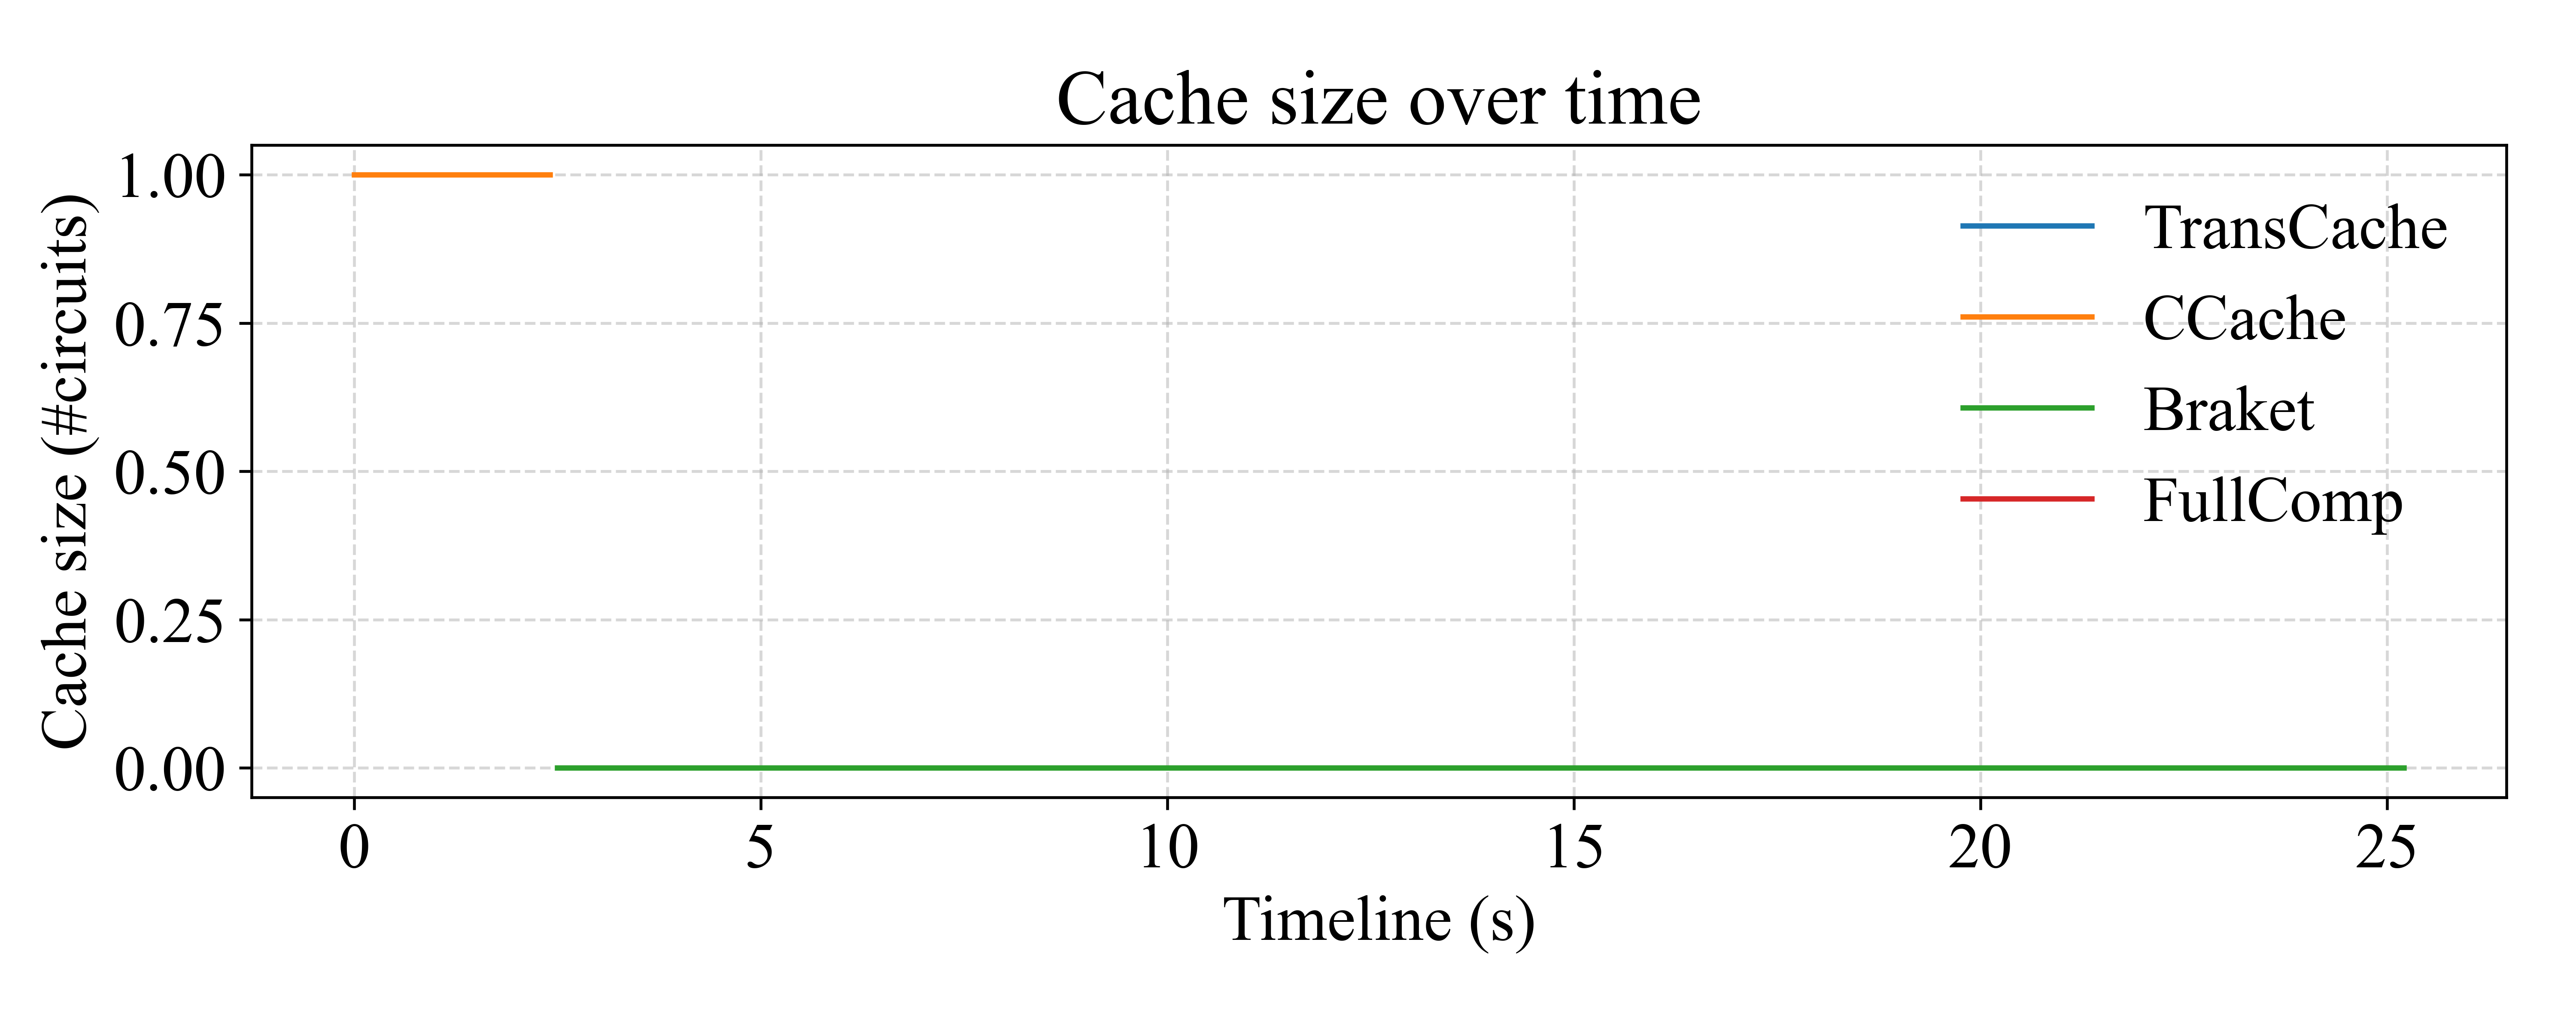 Cache size over time
Cache size (#circuits)
1.00
0.75
0.50
0.25
0.00
TransCache
CCache
Braket
FullComp
0 5 10 15 20 25
Timeline (s)